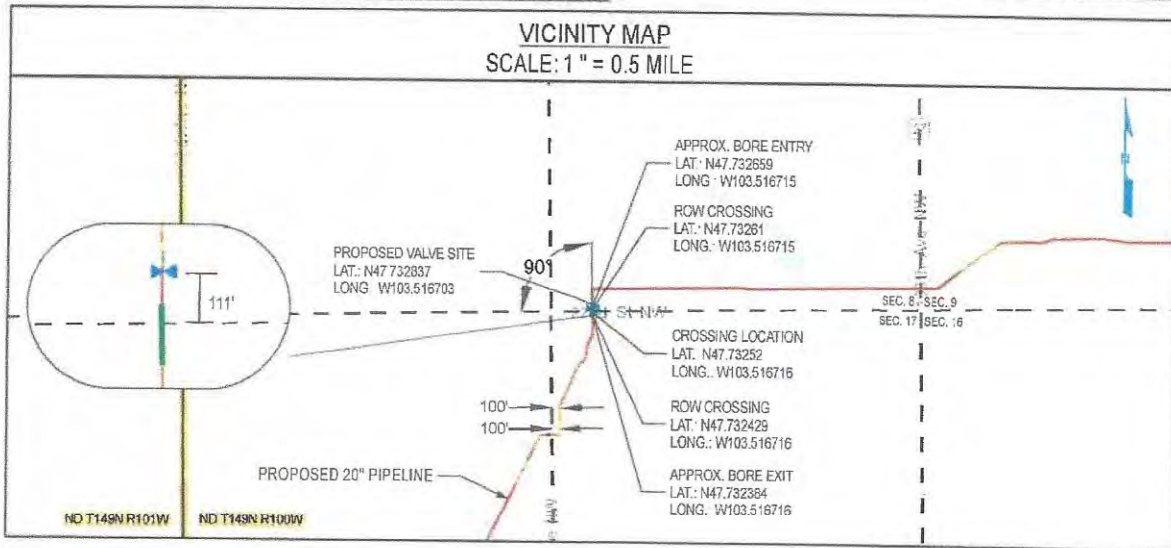 VICINITY MAP
SCALE: 1 " = 0.5 MILE
APPROX. BORE ENTRY
LAT.: N47.732659
LONG.: W103.516715
ROW CROSSING
LAT.: N47.73261
LONG.: W103.516715
PROPOSED VALVE SITE
LAT.: N47.732837
LONG W103.516703
90°
111'
ST NW
SEC. 8 SEC. 9
SEC. 17 SEC. 16
CROSSING LOCATION
LAT. N47.73252
LONG.: W103.516716
100'
100'
ROW CROSSING
LAT.: N47.732429
LONG.: W103.516716
PROPOSED 20" PIPELINE
APPROX. BORE EXIT
LAT.: N47.732384
LONG.: W103.516716
ND T149N R101W
ND T149N R100W